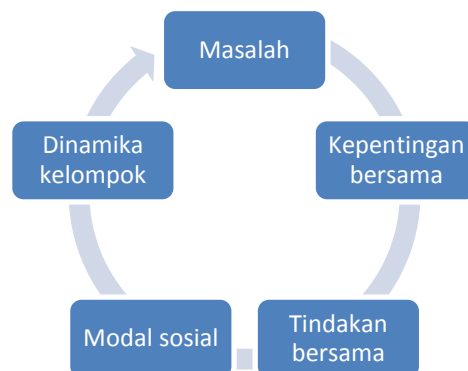 Masalah
Kepentingan
bersama
Tindakan
bersama
Modal sosial
Dinamika
kelompok